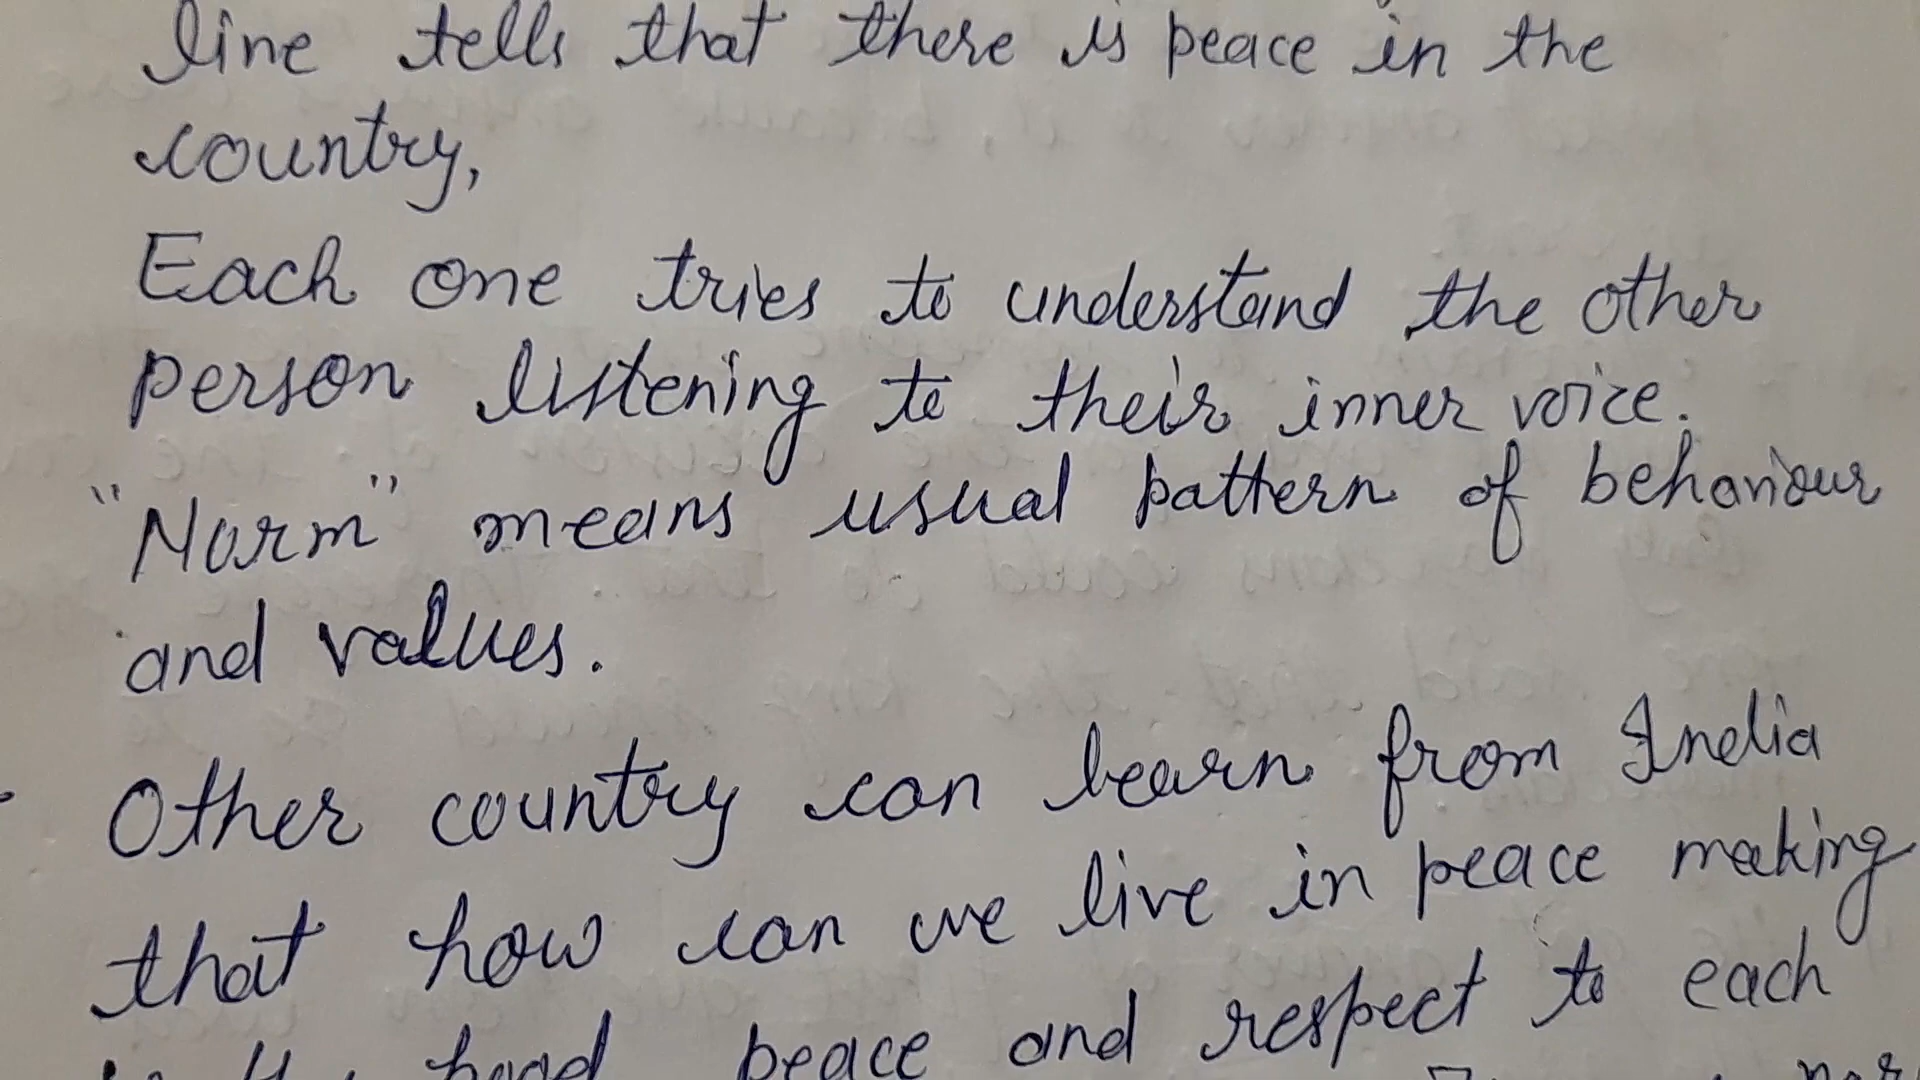 line tells that there is peace in the
country,
Each one tries to understand the other
person listening to their inner voice.
"Norm" means usual pattern of behaviour
and values.
Other country can learn from India
that how can we live in peace making
peace and respect to each